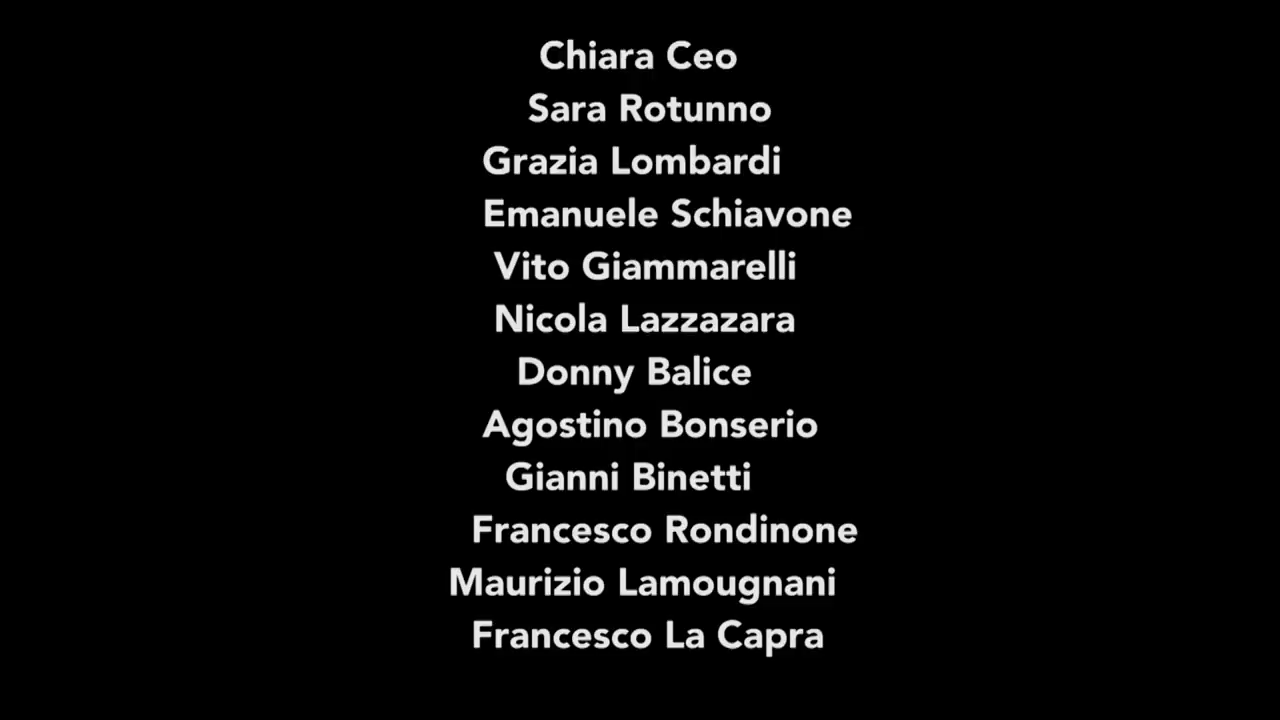 Chiara Ceo
Sara Rotunno
Grazia Lombardi
Emanuele Schiavone
Vito Giammarelli
Nicola Lazzazara
Donny Balice
Agostino Bonserio
Gianni Binetti
Francesco Rondinone
Maurizio Lamougnani
Francesco La Capra